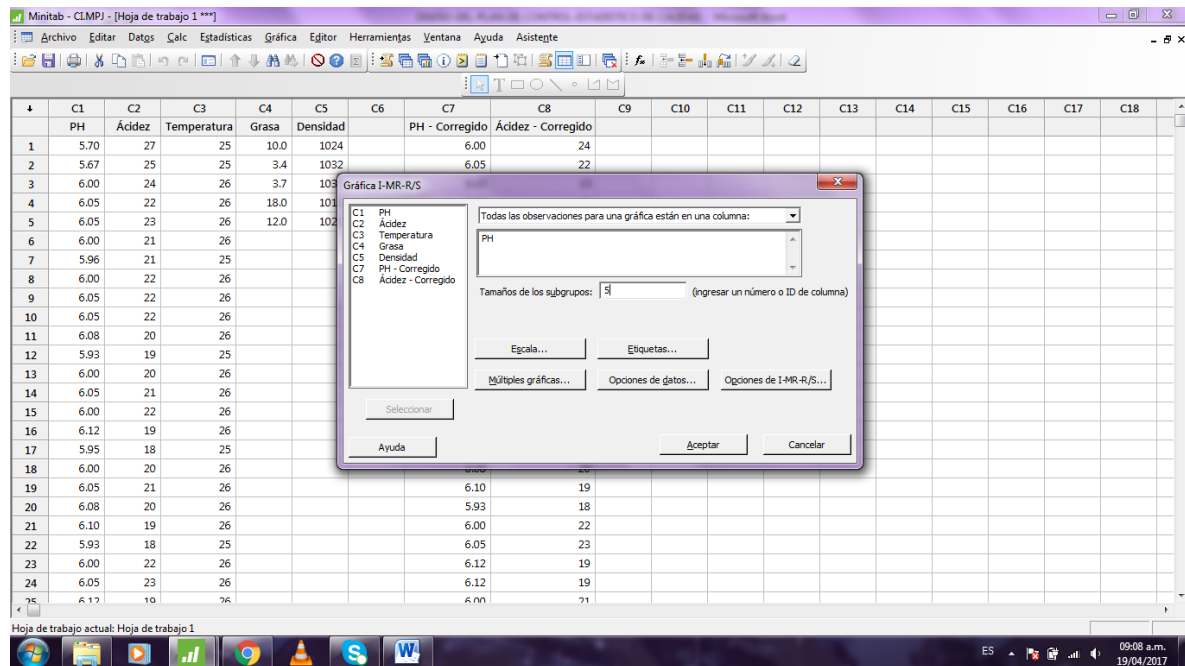 Minitab - CI.MPJ - [Hoja de trabajo 1 ***]
Archivo Editar Datos Calc Estadísticas Gráfica Editor Herramientas Ventana Ayuda Asistente
C1 C2 C3 C4 C5 C6 C7 C8 C9 C10 C11 C12 C13 C14 C15 C16 C17 C18
PH Ácidez Temperatura Grasa Densidad PH - Corregido Ácidez - Corregido
1 5.70 27 25 10.0 1024 6.00 24
2 5.67 25 25 3.4 1032 6.05 22
3 6.00 24 26 3.7 103
4 6.05 22 26 18.0 101
5 6.05 23 26 12.0 102
6 6.00 21 26
7 5.96 21 25
8 6.00 22 26
9 6.05 22 26
10 6.05 22 26
11 6.08 20 26
12 5.93 19 25
13 6.00 20 26
14 6.05 21 26
15 6.00 22 26
16 6.12 19 26
17 5.95 18 25
18 6.00 20 26
19 6.05 21 26 6.10 19
20 6.08 20 26 5.93 18
21 6.10 19 26 6.00 22
22 5.93 18 25 6.05 23
23 6.00 22 26 6.12 19
24 6.05 23 26 6.12 19
25 6.12 19 26 6.00 21
Gráfica I-MR-R/S
C1 PH
C2 Ácidez
C3 Temperatura
C4 Grasa
C5 Densidad
C7 PH - Corregido
C8 Ácidez - Corregido
Todas las observaciones para una gráfica están en una columna:
PH
Tamaños de los subgrupos: 5 (ingresar un número o ID de columna)
Escala... Etiquetas...
Múltiples gráficas... Opciones de datos... Opciones de I-MR-R/S...
Seleccionar
Ayuda Aceptar Cancelar
Hoja de trabajo actual: Hoja de trabajo 1
ES 09:08 a.m.
19/04/2017